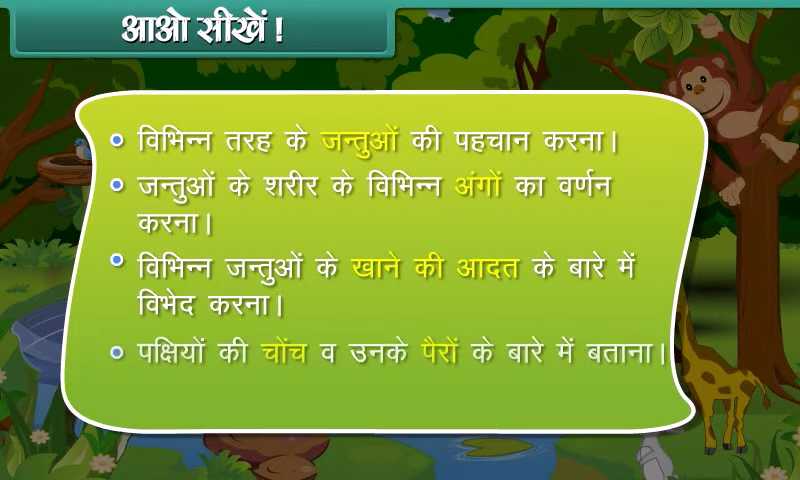 आओ सीखें!
विभिन्न तरह के जन्तुओं की पहचान करना।
जन्तुओं के शरीर के विभिन्न अंगों का वर्णन
करना।
विभिन्न जन्तुओं के खाने की आदत के बारे में
विभेद करना।
पक्षियों की चोंच व उनके पैरों के बारे में बताना।